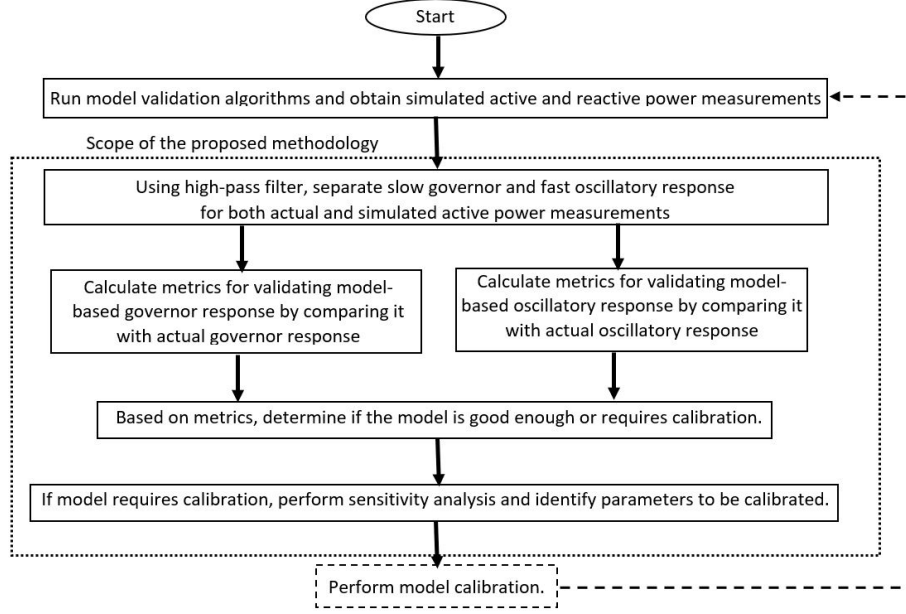 Start
Run model validation algorithms and obtain simulated active and reactive power measurements
Scope of the proposed methodology
Using high-pass filter, separate slow governor and fast oscillatory response
for both actual and simulated active power measurements
Calculate metrics for validating model-
based governor response by comparing it
with actual governor response
Calculate metrics for validating model-
based oscillatory response by comparing it
with actual oscillatory response
Based on metrics, determine if the model is good enough or requires calibration.
If model requires calibration, perform sensitivity analysis and identify parameters to be calibrated.
Perform model calibration.